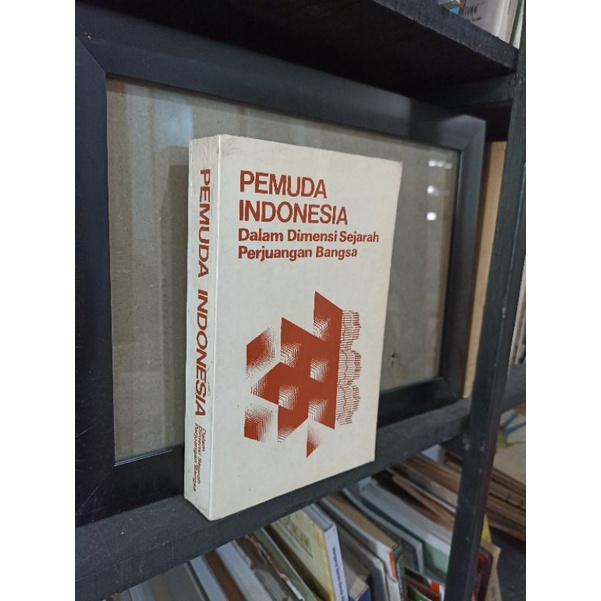 PEMUDA
INDONESIA
Dalam Dimensi Sejarah
Perjuangan Bangsa
PEMUDA INDONESIA
Dalam
Dimensi Sejarah
Perjuangan Bangsa